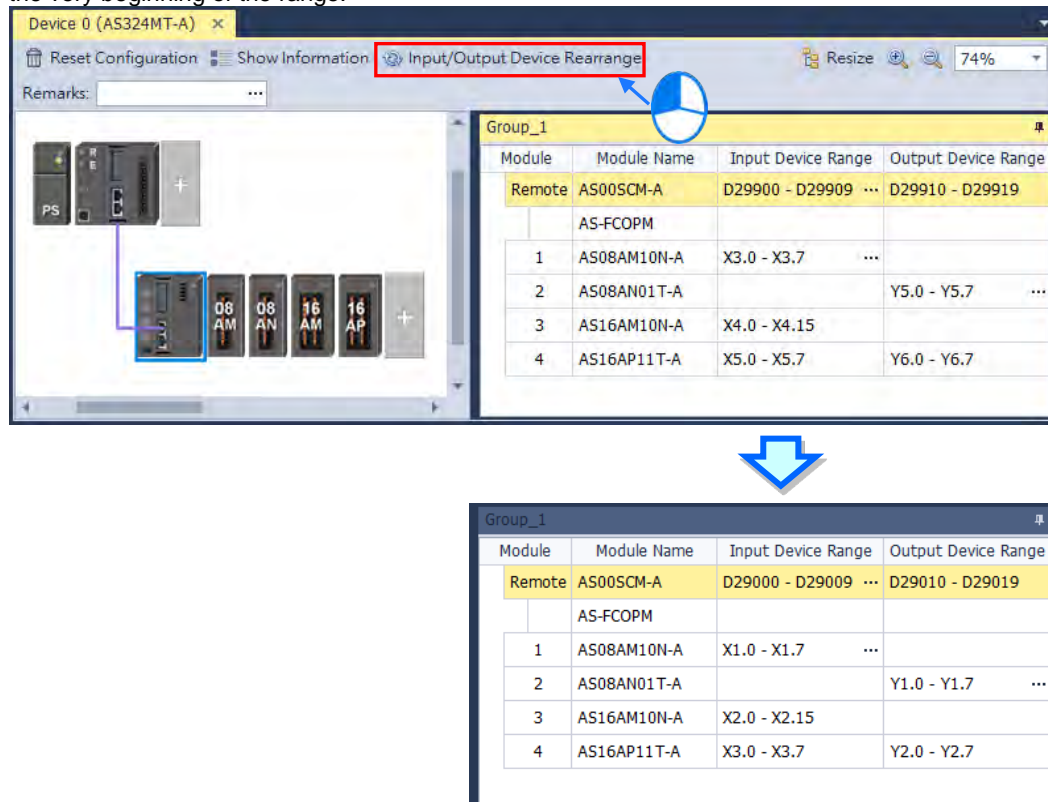 the very beginning of the range.
Device 0 (AS324MT-A) ×
Reset Configuration Show Information Input/Output Device Rearrange Resize 74%
Remarks: ...
Group_1
Module Module Name Input Device Range Output Device Range
Remote AS00SCM-A D29900 - D29909 ... D29910 - D29919
AS-FCOPM
1 AS08AM10N-A X3.0 - X3.7 ...
2 AS08AN01T-A Y5.0 - Y5.7 ...
3 AS16AM10N-A X4.0 - X4.15
4 AS16AP11T-A X5.0 - X5.7 Y6.0 - Y6.7
R
E
PS
+
08 AM
08 AN
16 AM
16 AP
+
Group_1
Module Module Name Input Device Range Output Device Range
Remote AS00SCM-A D29000 - D29009 ... D29010 - D29019
AS-FCOPM
1 AS08AM10N-A X1.0 - X1.7 ...
2 AS08AN01T-A Y1.0 - Y1.7 ...
3 AS16AM10N-A X2.0 - X2.15
4 AS16AP11T-A X3.0 - X3.7 Y2.0 - Y2.7